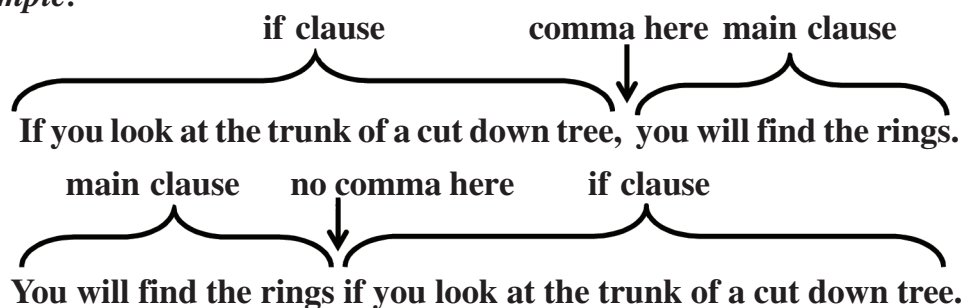 if clause comma here main clause
If you look at the trunk of a cut down tree, you will find the rings.
main clause no comma here if clause
You will find the rings if you look at the trunk of a cut down tree.